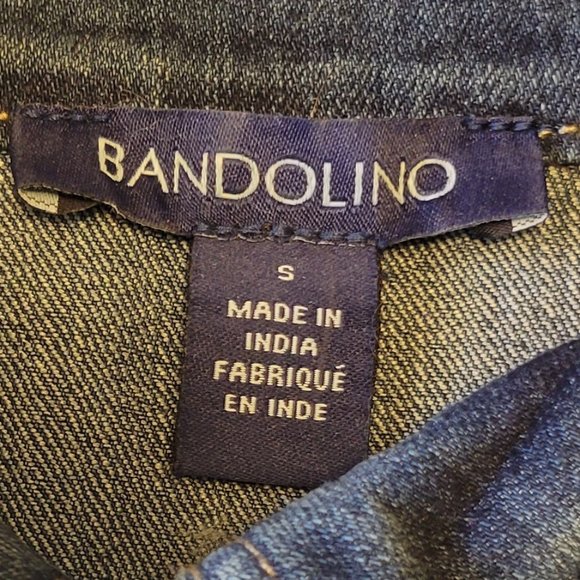 BANDOLINO
S
MADE IN
INDIA
FABRIQUÉ
EN INDE